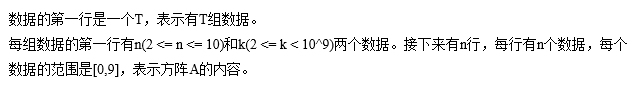 数据的第一行是一个T，表示有T组数据。
每组数据的第一行有n(2 <= n <= 10)和k(2 <= k < 10^9)两个数据。接下来有n行，每行有n个数据，每个
数据的范围是[0,9]，表示方阵A的内容。